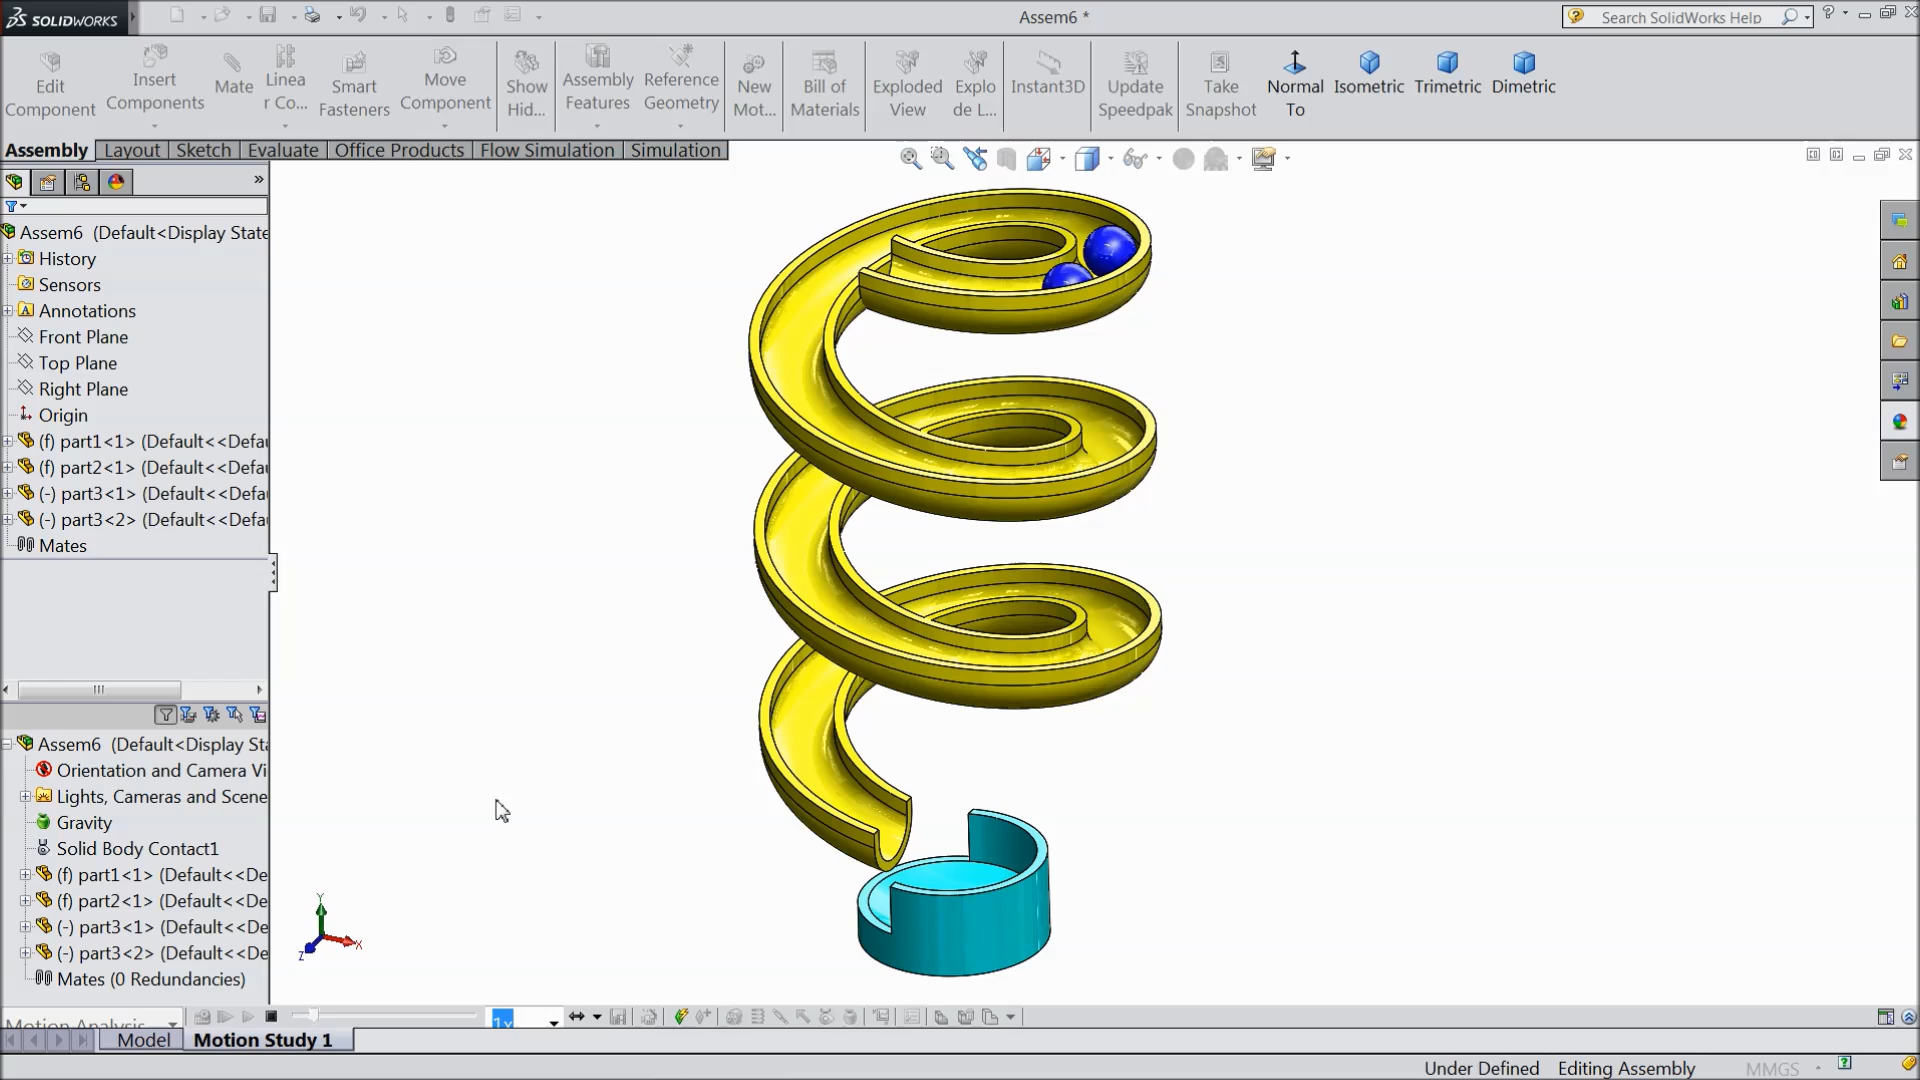 SOLIDWORKS
Assem6 *
Search SolidWorks Help
Edit Component
Insert Components
Mate
Linea r Co...
Smart Fasteners
Move Component
Show Hid...
Assembly Features
Reference Geometry
New Mot...
Bill of Materials
Exploded View
Explo de L...
Instant3D
Update Speedpak
Take Snapshot
Normal To
Isometric
Trimetric
Dimetric
Assembly
Layout
Sketch
Evaluate
Office Products
Flow Simulation
Simulation
Assem6 (Default<Display State
History
Sensors
Annotations
Front Plane
Top Plane
Right Plane
Origin
(f) part1<1> (Default<<Defau
(f) part2<1> (Default<<Defau
(-) part3<1> (Default<<Defa
(-) part3<2> (Default<<Defa
Mates
Assem6 (Default<Display Sta
Orientation and Camera Vi
Lights, Cameras and Scene
Gravity
Solid Body Contact1
(f) part1<1> (Default<<De
(f) part2<1> (Default<<De
(-) part3<1> (Default<<De
(-) part3<2> (Default<<De
Mates (0 Redundancies)
Y
X
Z
Motion Analysis
1x
Model
Motion Study 1
Under Defined
Editing Assembly
MMGS